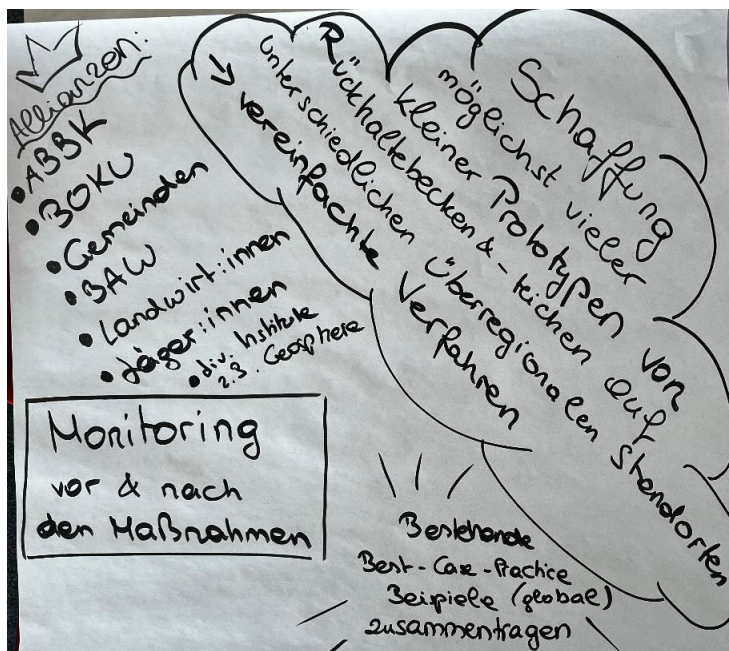 Allianzen:
• ABBK
• BOKU
• Gemeinden
• BAW
• Landwirt:innen
• Jäger:innen
• div. Institute
z.B. Geosphere
Schaffung
möglichst vieler
kleiner Prototypen von
Rückhaltebecken & -teichen auf
unterschiedlichen überregionalen Standorten
↳ vereinfachte Verfahren
Monitoring
vor & nach
den Maßnahmen
Bestehende
Best-Case-Practice
Beispiele (global)
zusammentragen